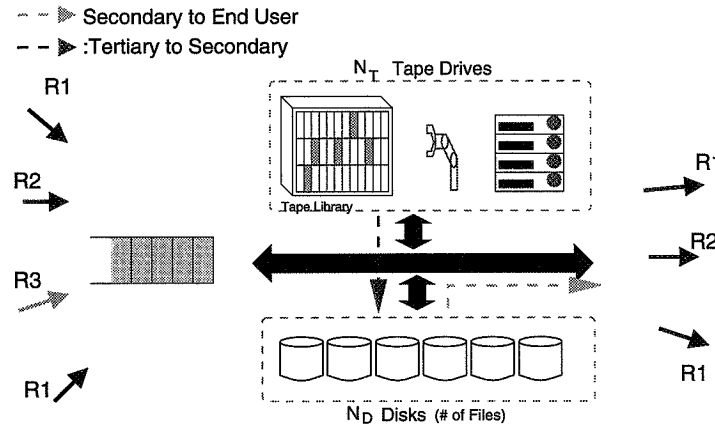 Secondary to End User
:Tertiary to Secondary
N_T Tape Drives
R1
R2
R3
R1
Tape Library
R1
R2
R1
N_D Disks (# of Files)